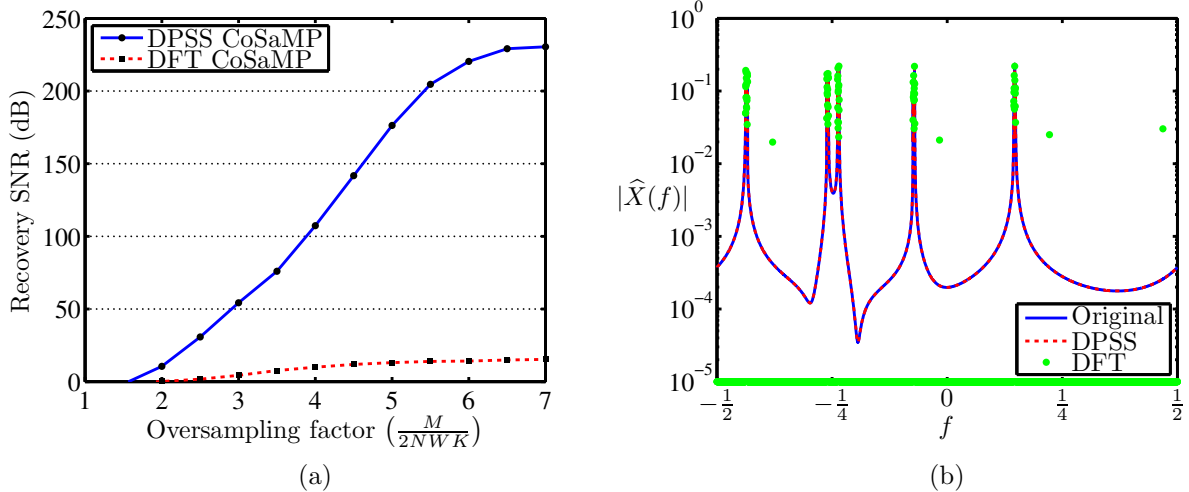 250
200
150
100
50
0
Recovery SNR (dB)
DPSS CoSaMP
DFT CoSaMP
1 2 3 4 5 6 7
Oversampling factor (M/2NWK)
(a)
10^0
10^-1
10^-2
10^-3
10^-4
10^-5
|X̂(f)|
Original
DPSS
DFT
-1/2 -1/4 0 1/4 1/2
f
(b)